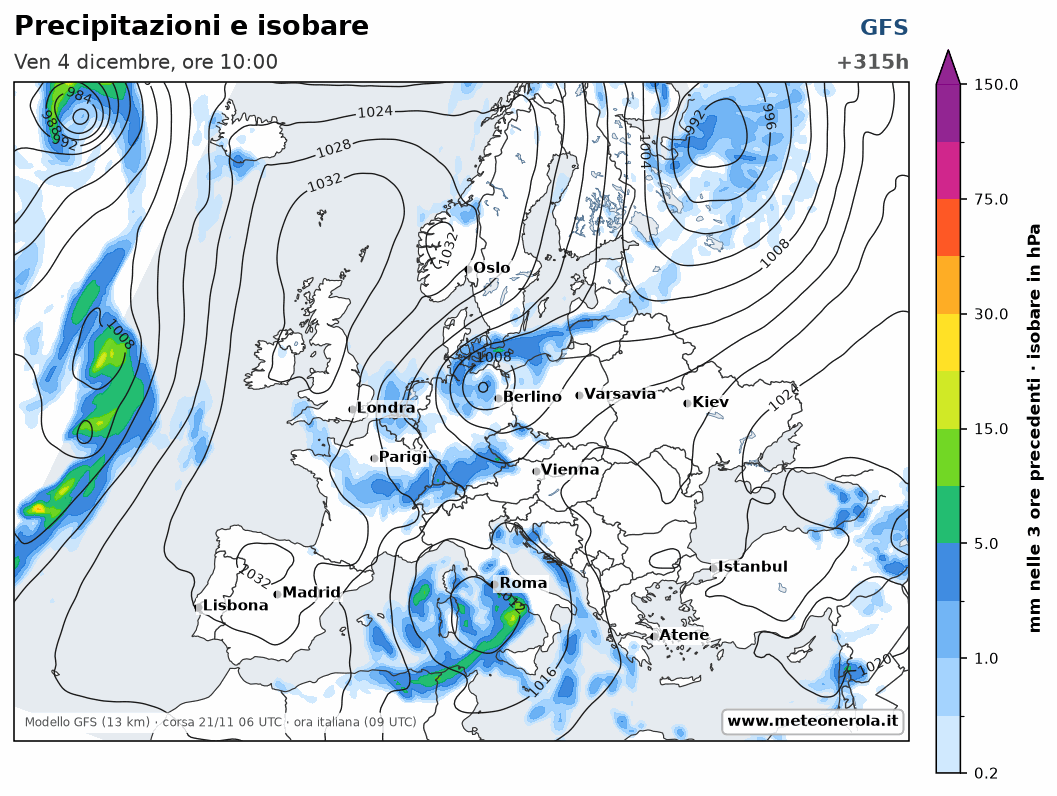 Precipitazioni e isobare
GFS
Ven 4 dicembre, ore 10:00
+315h
984
988
992
1024
1028
1032
992
996
1004
1008
1032
Oslo
1008
1008
Berlino
Varsavia
Kiev
Londra
Parigi
Vienna
1032
Madrid
Lisbona
Roma
1012
Istanbul
Atene
1016
1020
Modello GFS (13 km) · corsa 21/11 06 UTC · ora italiana (09 UTC)
www.meteonerola.it
150.0
75.0
30.0
15.0
5.0
1.0
0.2
mm nelle 3 ore precedenti · isobare in hPa